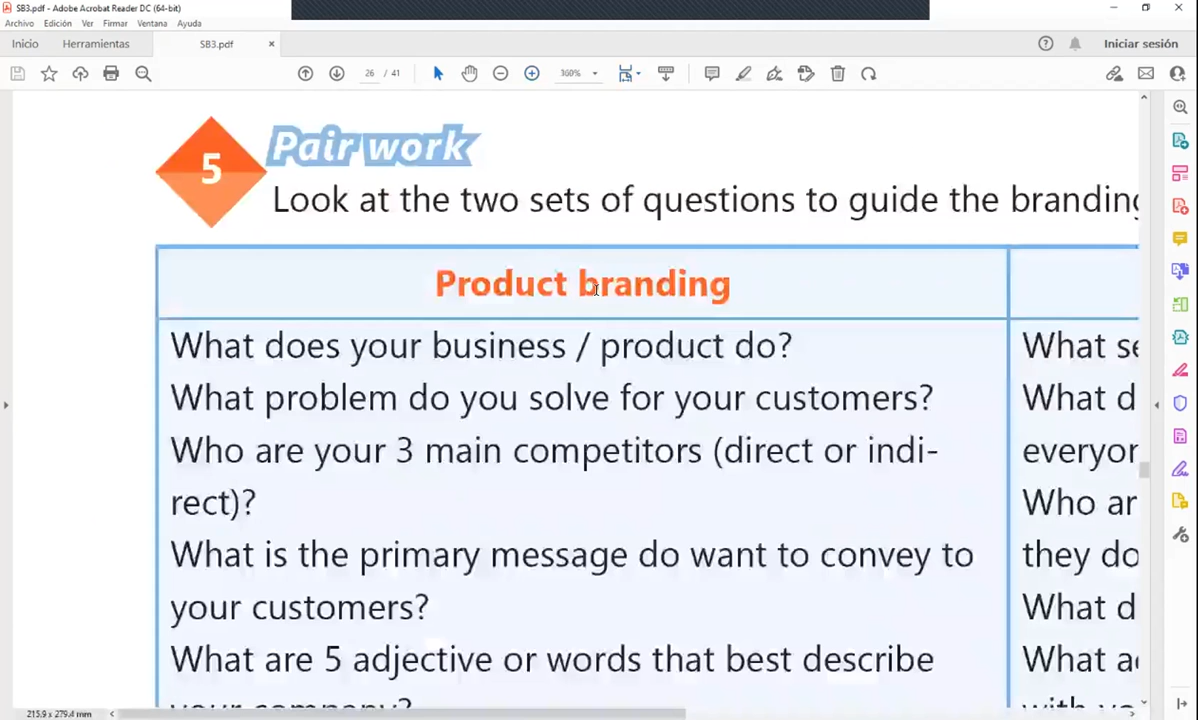 SB3.pdf - Adobe Acrobat Reader DC (64-bit)
Archivo Edición Ver Firmar Ventana Ayuda
Inicio Herramientas SB3.pdf × Iniciar sesión
26 / 41 360%
5
Pair work
Look at the two sets of questions to guide the branding
Product branding
What does your business / product do?
What problem do you solve for your customers?
Who are your 3 main competitors (direct or indi-
rect)?
What is the primary message do want to convey to
your customers?
What are 5 adjective or words that best describe
your company?
What se
What d
everyor
Who ar
they do
What d
What a
with yo
215.9 x 279.4 mm